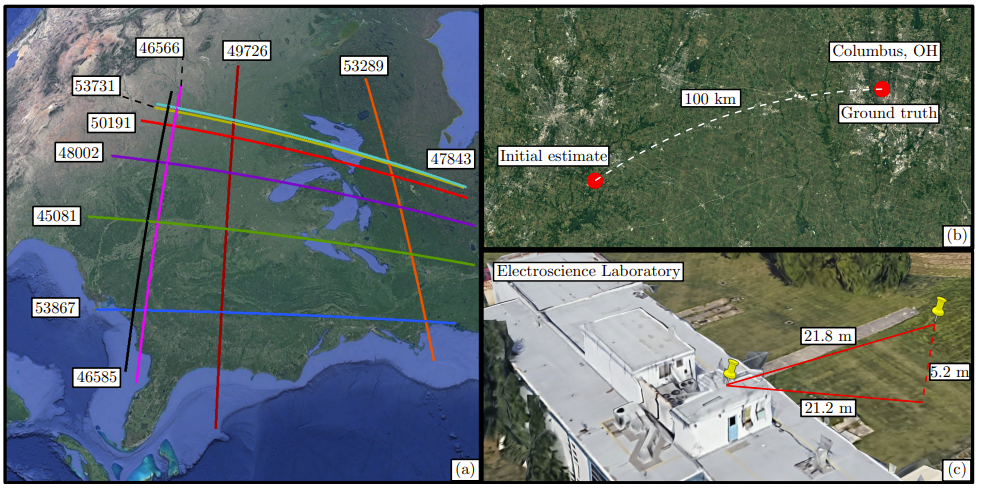 46566
49726
53289
53731
50191
48002
47843
45081
53867
46585
(a)
Columbus, OH
100 km
Ground truth
Initial estimate
(b)
Electroscience Laboratory
21.8 m
5.2 m
21.2 m
(c)